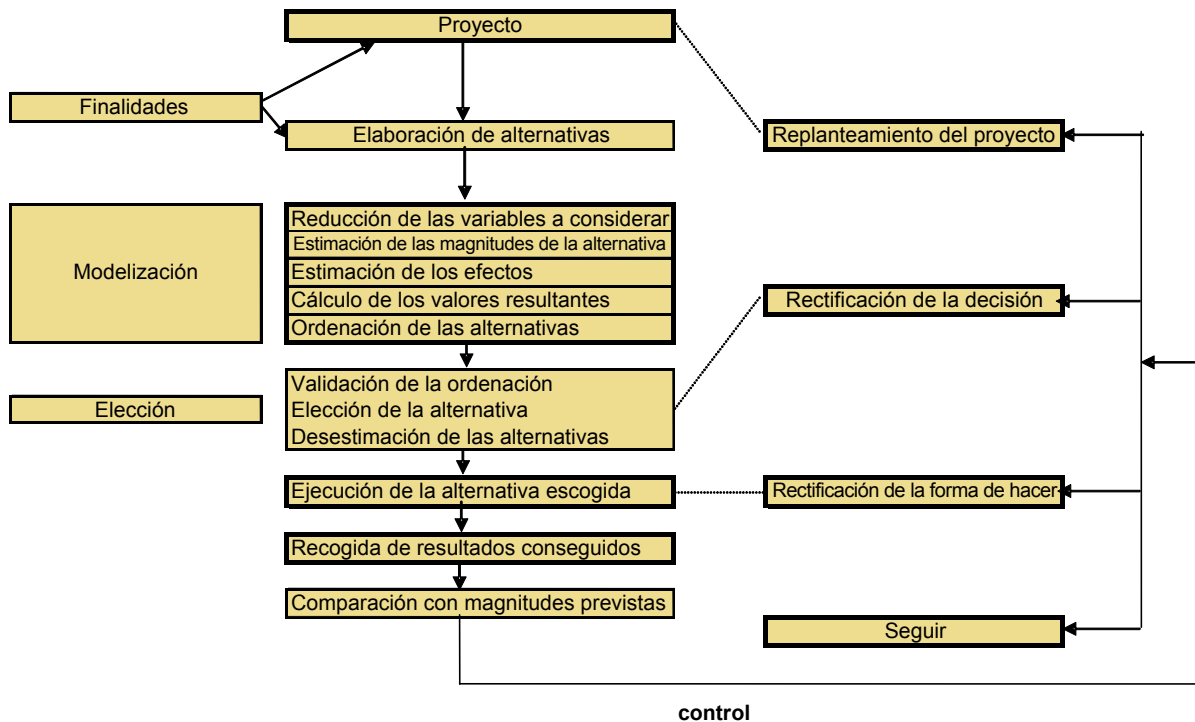 Proyecto
Finalidades
Elaboración de alternativas
Replanteamiento del proyecto
Modelización
Reducción de las variables a considerar
Estimación de las magnitudes de la alternativa
Estimación de los efectos
Cálculo de los valores resultantes
Ordenación de las alternativas
Rectificación de la decisión
Elección
Validación de la ordenación
Elección de la alternativa
Desestimación de las alternativas
Ejecución de la alternativa escogida
Rectificación de la forma de hacer
Recogida de resultados conseguidos
Comparación con magnitudes previstas
Seguir
control